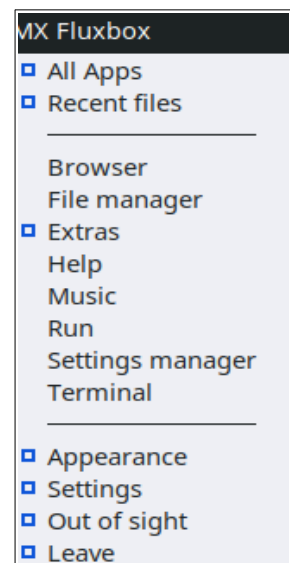 MX Fluxbox
All Apps
Recent files
Browser
File manager
Extras
Help
Music
Run
Settings manager
Terminal
Appearance
Settings
Out of sight
Leave